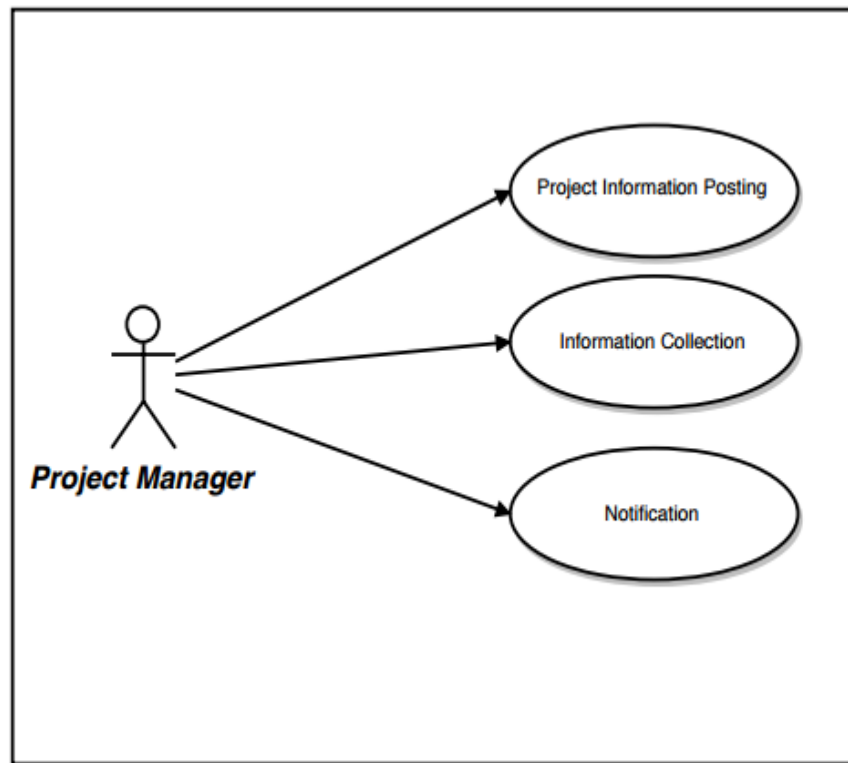 Project Information Posting
Information Collection
Project Manager
Notification